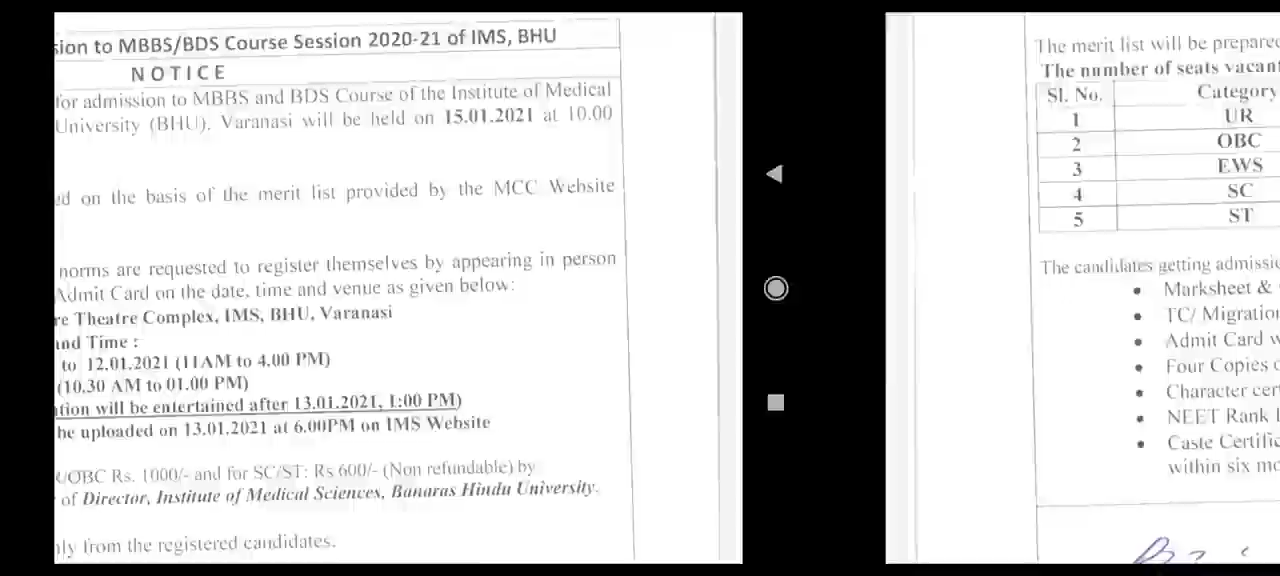 sion to MBBS/BDS Course Session 2020-21 of IMS, BHU
NOTICE
for admission to MBBS and BDS Course of the Institute of Medical
University (BHU), Varanasi will be held on 15.01.2021 at 10.00
ed on the basis of the merit list provided by the MCC Website
norms are requested to register themselves by appearing in person
Admit Card on the date, time and venue as given below:
re Theatre Complex, IMS, BHU, Varanasi
and Time :
to 12.01.2021 (11AM to 4.00 PM)
(10.30 AM to 01.00 PM)
ation will be entertained after 13.01.2021, 1:00 PM)
be uploaded on 13.01.2021 at 6.00PM on IMS Website
R/OBC Rs. 1000/- and for SC/ST: Rs 600/- (Non refundable) by
of Director, Institute of Medical Sciences, Banaras Hindu University.
nly from the registered candidates.
The merit list will be prepared
The number of seats vacant
Sl. No. Category
1 UR
2 OBC
3 EWS
4 SC
5 ST
The candidates getting admissio
• Marksheet &
• TC/ Migration
• Admit Card w
• Four Copies o
• Character cert
• NEET Rank L
• Caste Certific
within six mo